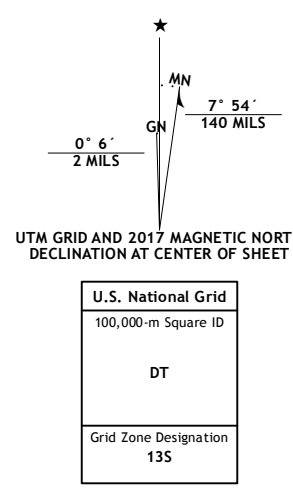 MN
GN
7° 54´
140 MILS
0° 6´
2 MILS
UTM GRID AND 2017 MAGNETIC NORT
DECLINATION AT CENTER OF SHEET
U.S. National Grid
100,000-m Square ID
DT
Grid Zone Designation
13S